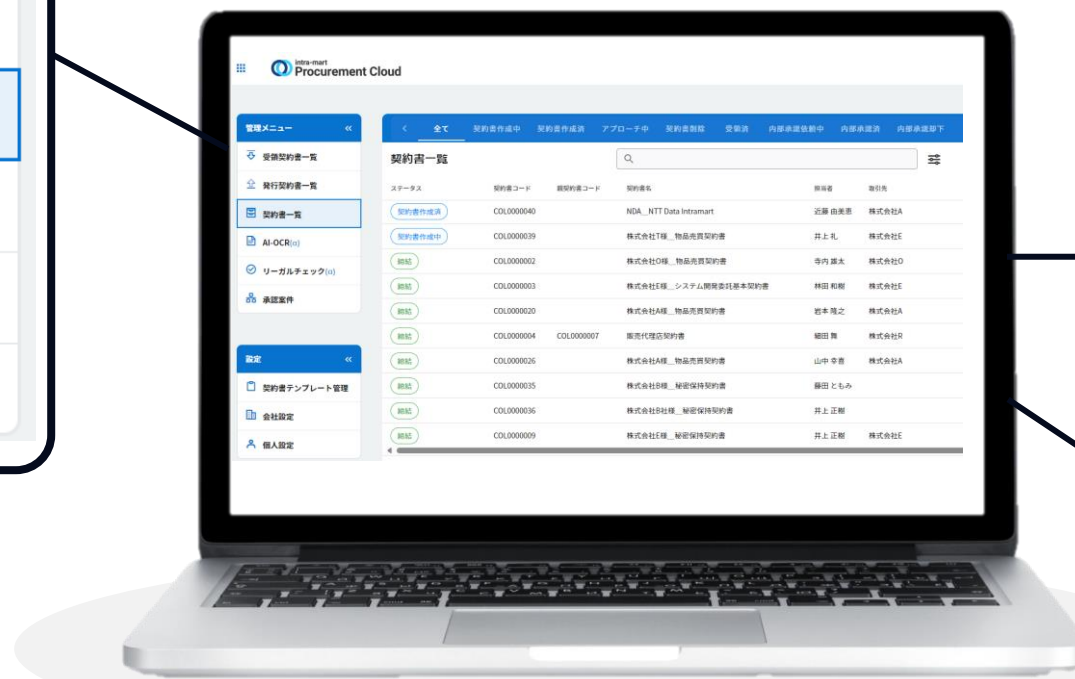 intra-mart
Procurement Cloud
管理メニュー
受領契約書一覧
発行契約書一覧
契約書一覧
AI-OCR(α)
リーガルチェック(α)
承認案件
設定
契約書テンプレート管理
会社設定
個人設定
全て 契約書作成中 契約書作成済 アプローチ中 契約書削除 受領済 内部承認依頼中 内部承認済 内部承認却下
契約書一覧
ステータス 契約書コード 親契約書コード 契約書名 担当者 取引先
契約書作成済 COL0000040 NDA__NTT Data Intramart 近藤 由美恵 株式会社A
契約書作成中 COL0000039 株式会社T様__物品売買契約書 井上 礼 株式会社E
締結 COL0000002 株式会社O様__物品売買契約書 寺内 雄太 株式会社O
締結 COL0000003 株式会社E様__システム開発委託基本契約書 林田 和樹 株式会社E
締結 COL0000020 株式会社A様__物品売買契約書 岩本 隆之 株式会社A
締結 COL0000004 COL0000007 販売代理店契約書 細田 舞 株式会社R
締結 COL0000026 株式会社A様__物品売買契約書 山中 幸喜 株式会社A
締結 COL0000035 株式会社B様__秘密保持契約書 藤田 ともみ
締結 COL0000036 株式会社B社様__秘密保持契約書 井上 正樹
締結 COL0000009 株式会社E様__秘密保持契約書 井上 正樹 株式会社E